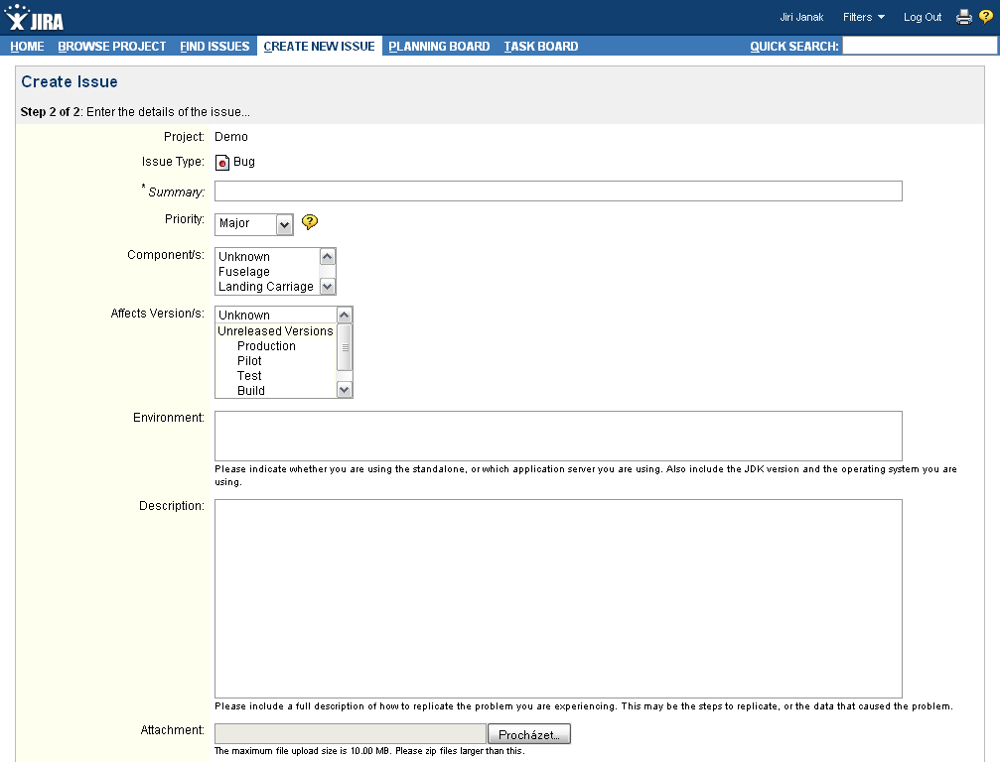 JIRA Jiri Janak Filters Log Out ?
HOME BROWSE PROJECT FIND ISSUES CREATE NEW ISSUE PLANNING BOARD TASK BOARD QUICK SEARCH:
Create Issue
Step 2 of 2: Enter the details of the issue...
Project: Demo
Issue Type: Bug
* Summary:
Priority: Major ?
Component/s: Unknown
Fuselage
Landing Carriage
Affects Version/s: Unknown
Unreleased Versions
Production
Pilot
Test
Build
Environment:
Please indicate whether you are using the standalone, or which application server you are using. Also include the JDK version and the operating system you are
using.
Description:
Please include a full description of how to replicate the problem you are experiencing. This may be the steps to replicate, or the data that caused the problem.
Attachment: Procházet...
The maximum file upload size is 10.00 MB. Please zip files larger than this.